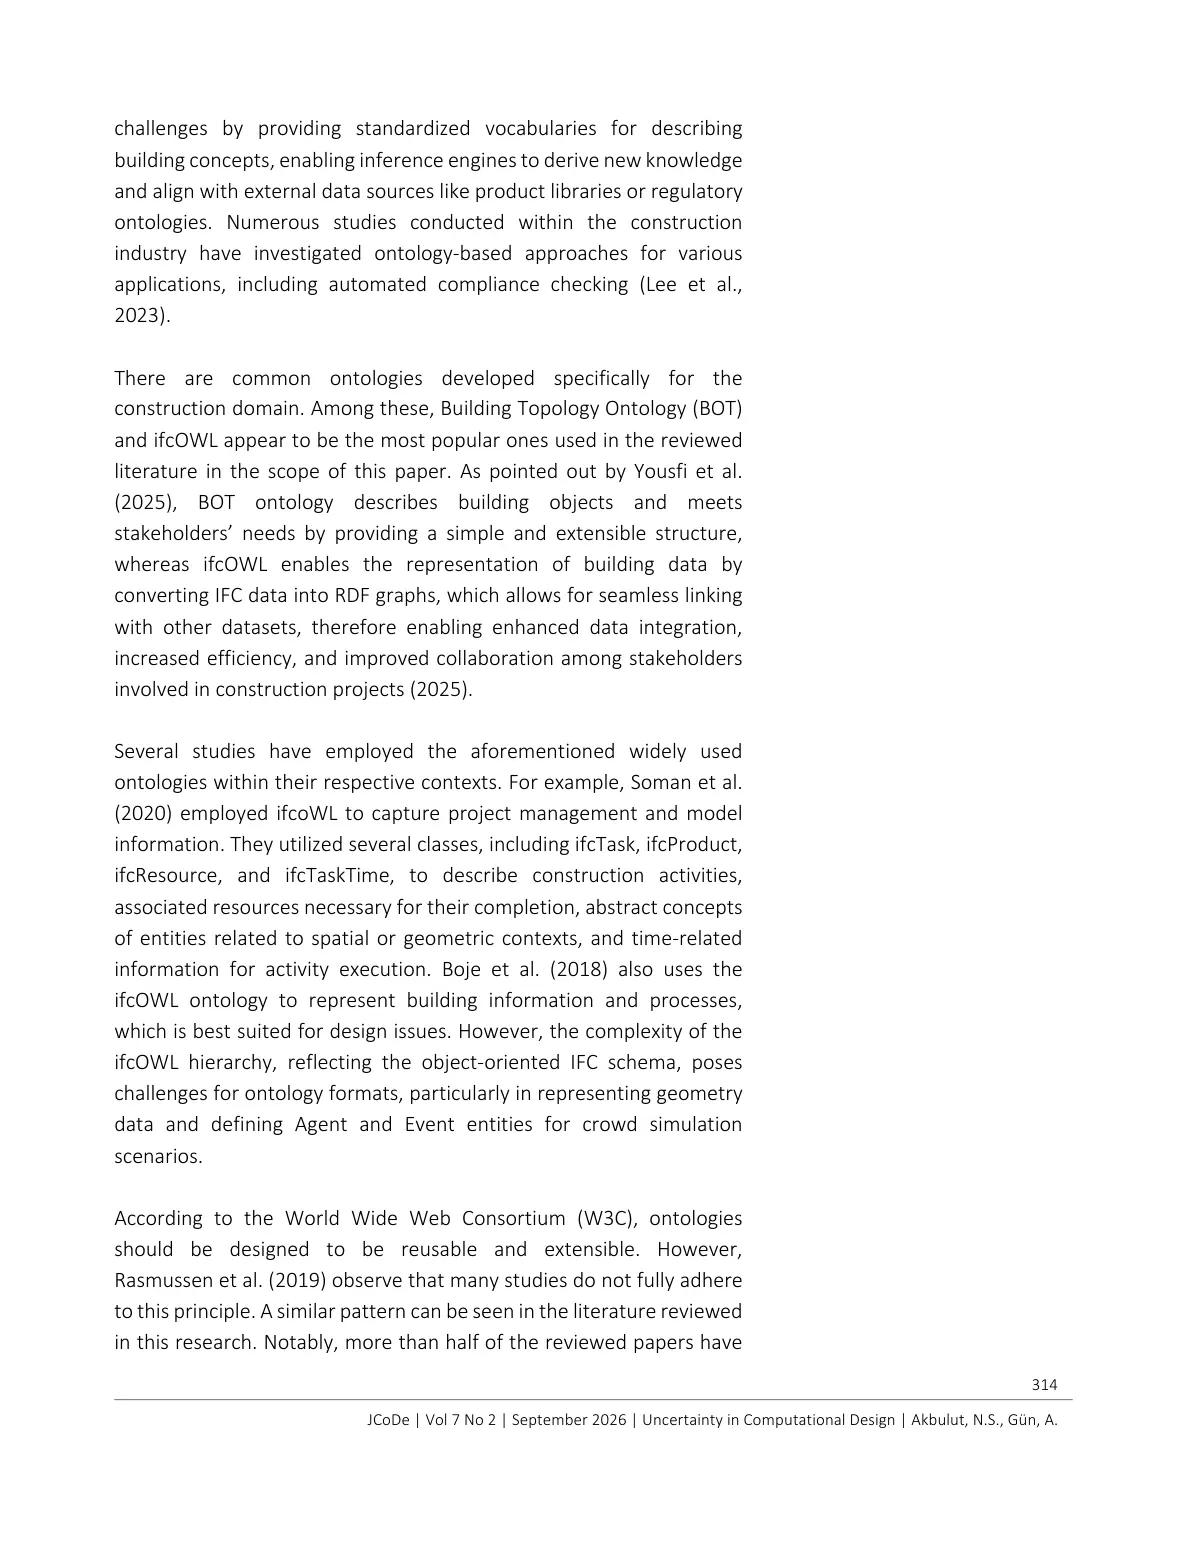 challenges by providing standardized vocabularies for describing
building concepts, enabling inference engines to derive new knowledge
and align with external data sources like product libraries or regulatory
ontologies. Numerous studies conducted within the construction
industry have investigated ontology-based approaches for various
applications, including automated compliance checking (Lee et al.,
2023).
There are common ontologies developed specifically for the
construction domain. Among these, Building Topology Ontology (BOT)
and ifcOWL appear to be the most popular ones used in the reviewed
literature in the scope of this paper. As pointed out by Yousfi et al.
(2025), BOT ontology describes building objects and meets
stakeholders’ needs by providing a simple and extensible structure,
whereas ifcOWL enables the representation of building data by
converting IFC data into RDF graphs, which allows for seamless linking
with other datasets, therefore enabling enhanced data integration,
increased efficiency, and improved collaboration among stakeholders
involved in construction projects (2025).
Several studies have employed the aforementioned widely used
ontologies within their respective contexts. For example, Soman et al.
(2020) employed ifcoWL to capture project management and model
information. They utilized several classes, including ifcTask, ifcProduct,
ifcResource, and ifcTaskTime, to describe construction activities,
associated resources necessary for their completion, abstract concepts
of entities related to spatial or geometric contexts, and time-related
information for activity execution. Boje et al. (2018) also uses the
ifcOWL ontology to represent building information and processes,
which is best suited for design issues. However, the complexity of the
ifcOWL hierarchy, reflecting the object-oriented IFC schema, poses
challenges for ontology formats, particularly in representing geometry
data and defining Agent and Event entities for crowd simulation
scenarios.
According to the World Wide Web Consortium (W3C), ontologies
should be designed to be reusable and extensible. However,
Rasmussen et al. (2019) observe that many studies do not fully adhere
to this principle. A similar pattern can be seen in the literature reviewed
in this research. Notably, more than half of the reviewed papers have
314
JCoDe | Vol 7 No 2 | September 2026 | Uncertainty in Computational Design | Akbulut, N.S., Gün, A.